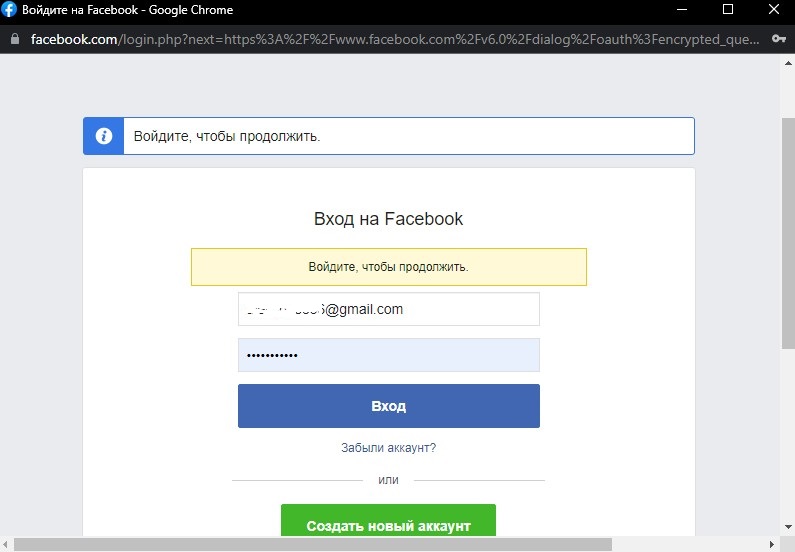 Войдите на Facebook - Google Chrome
facebook.com/login.php?next=https%3A%2F%2Fwww.facebook.com%2Fv6.0%2Fdialog%2Foauth%3Fencrypted_que...
Войдите, чтобы продолжить.
Вход на Facebook
Войдите, чтобы продолжить.
@gmail.com
•••••••••••
Вход
Забыли аккаунт?
или
Создать новый аккаунт